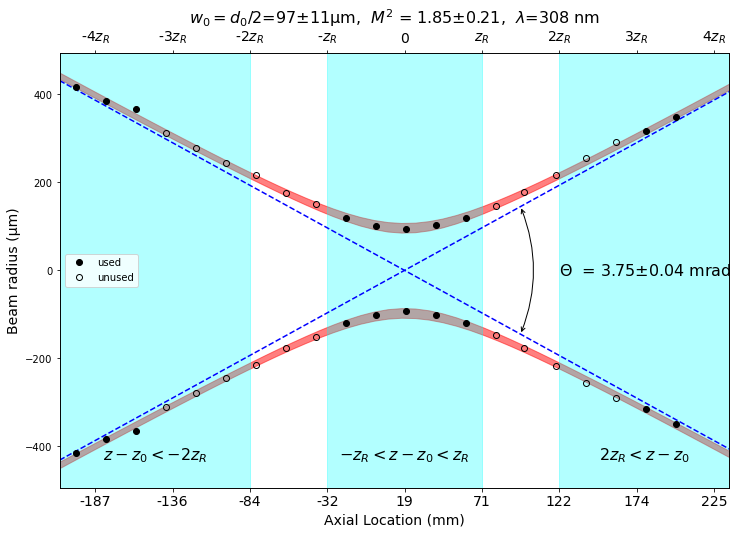 w₀ = d₀/2=97±11µm, M² = 1.85±0.21, λ=308 nm
-4z_R -3z_R -2z_R -z_R 0 z_R 2z_R 3z_R 4z_R
400
200
0
−200
−400
Beam radius (µm)
used
unused
Θ = 3.75±0.04 mrad
z − z₀ < −2z_R
−z_R < z − z₀ < z_R
2z_R < z − z₀
-187 -136 -84 -32 19 71 122 174 225
Axial Location (mm)